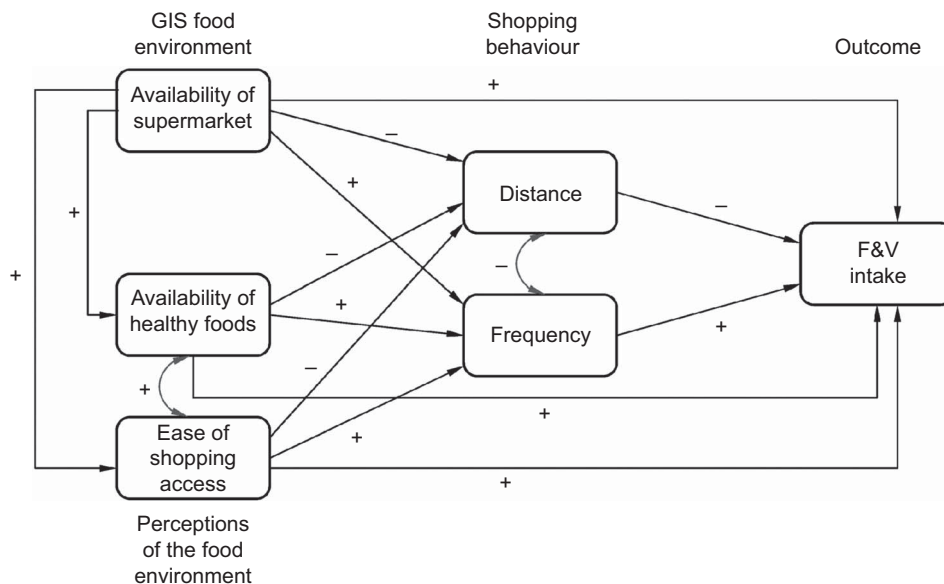 GIS food
environment
Shopping
behaviour
Outcome
Availability of
supermarket
+
–
+
Distance
–
+
+
–
–
F&V
intake
Availability of
healthy foods
+
Frequency
+
–
+
+
+
Ease of
shopping
access
+
Perceptions
of the food
environment